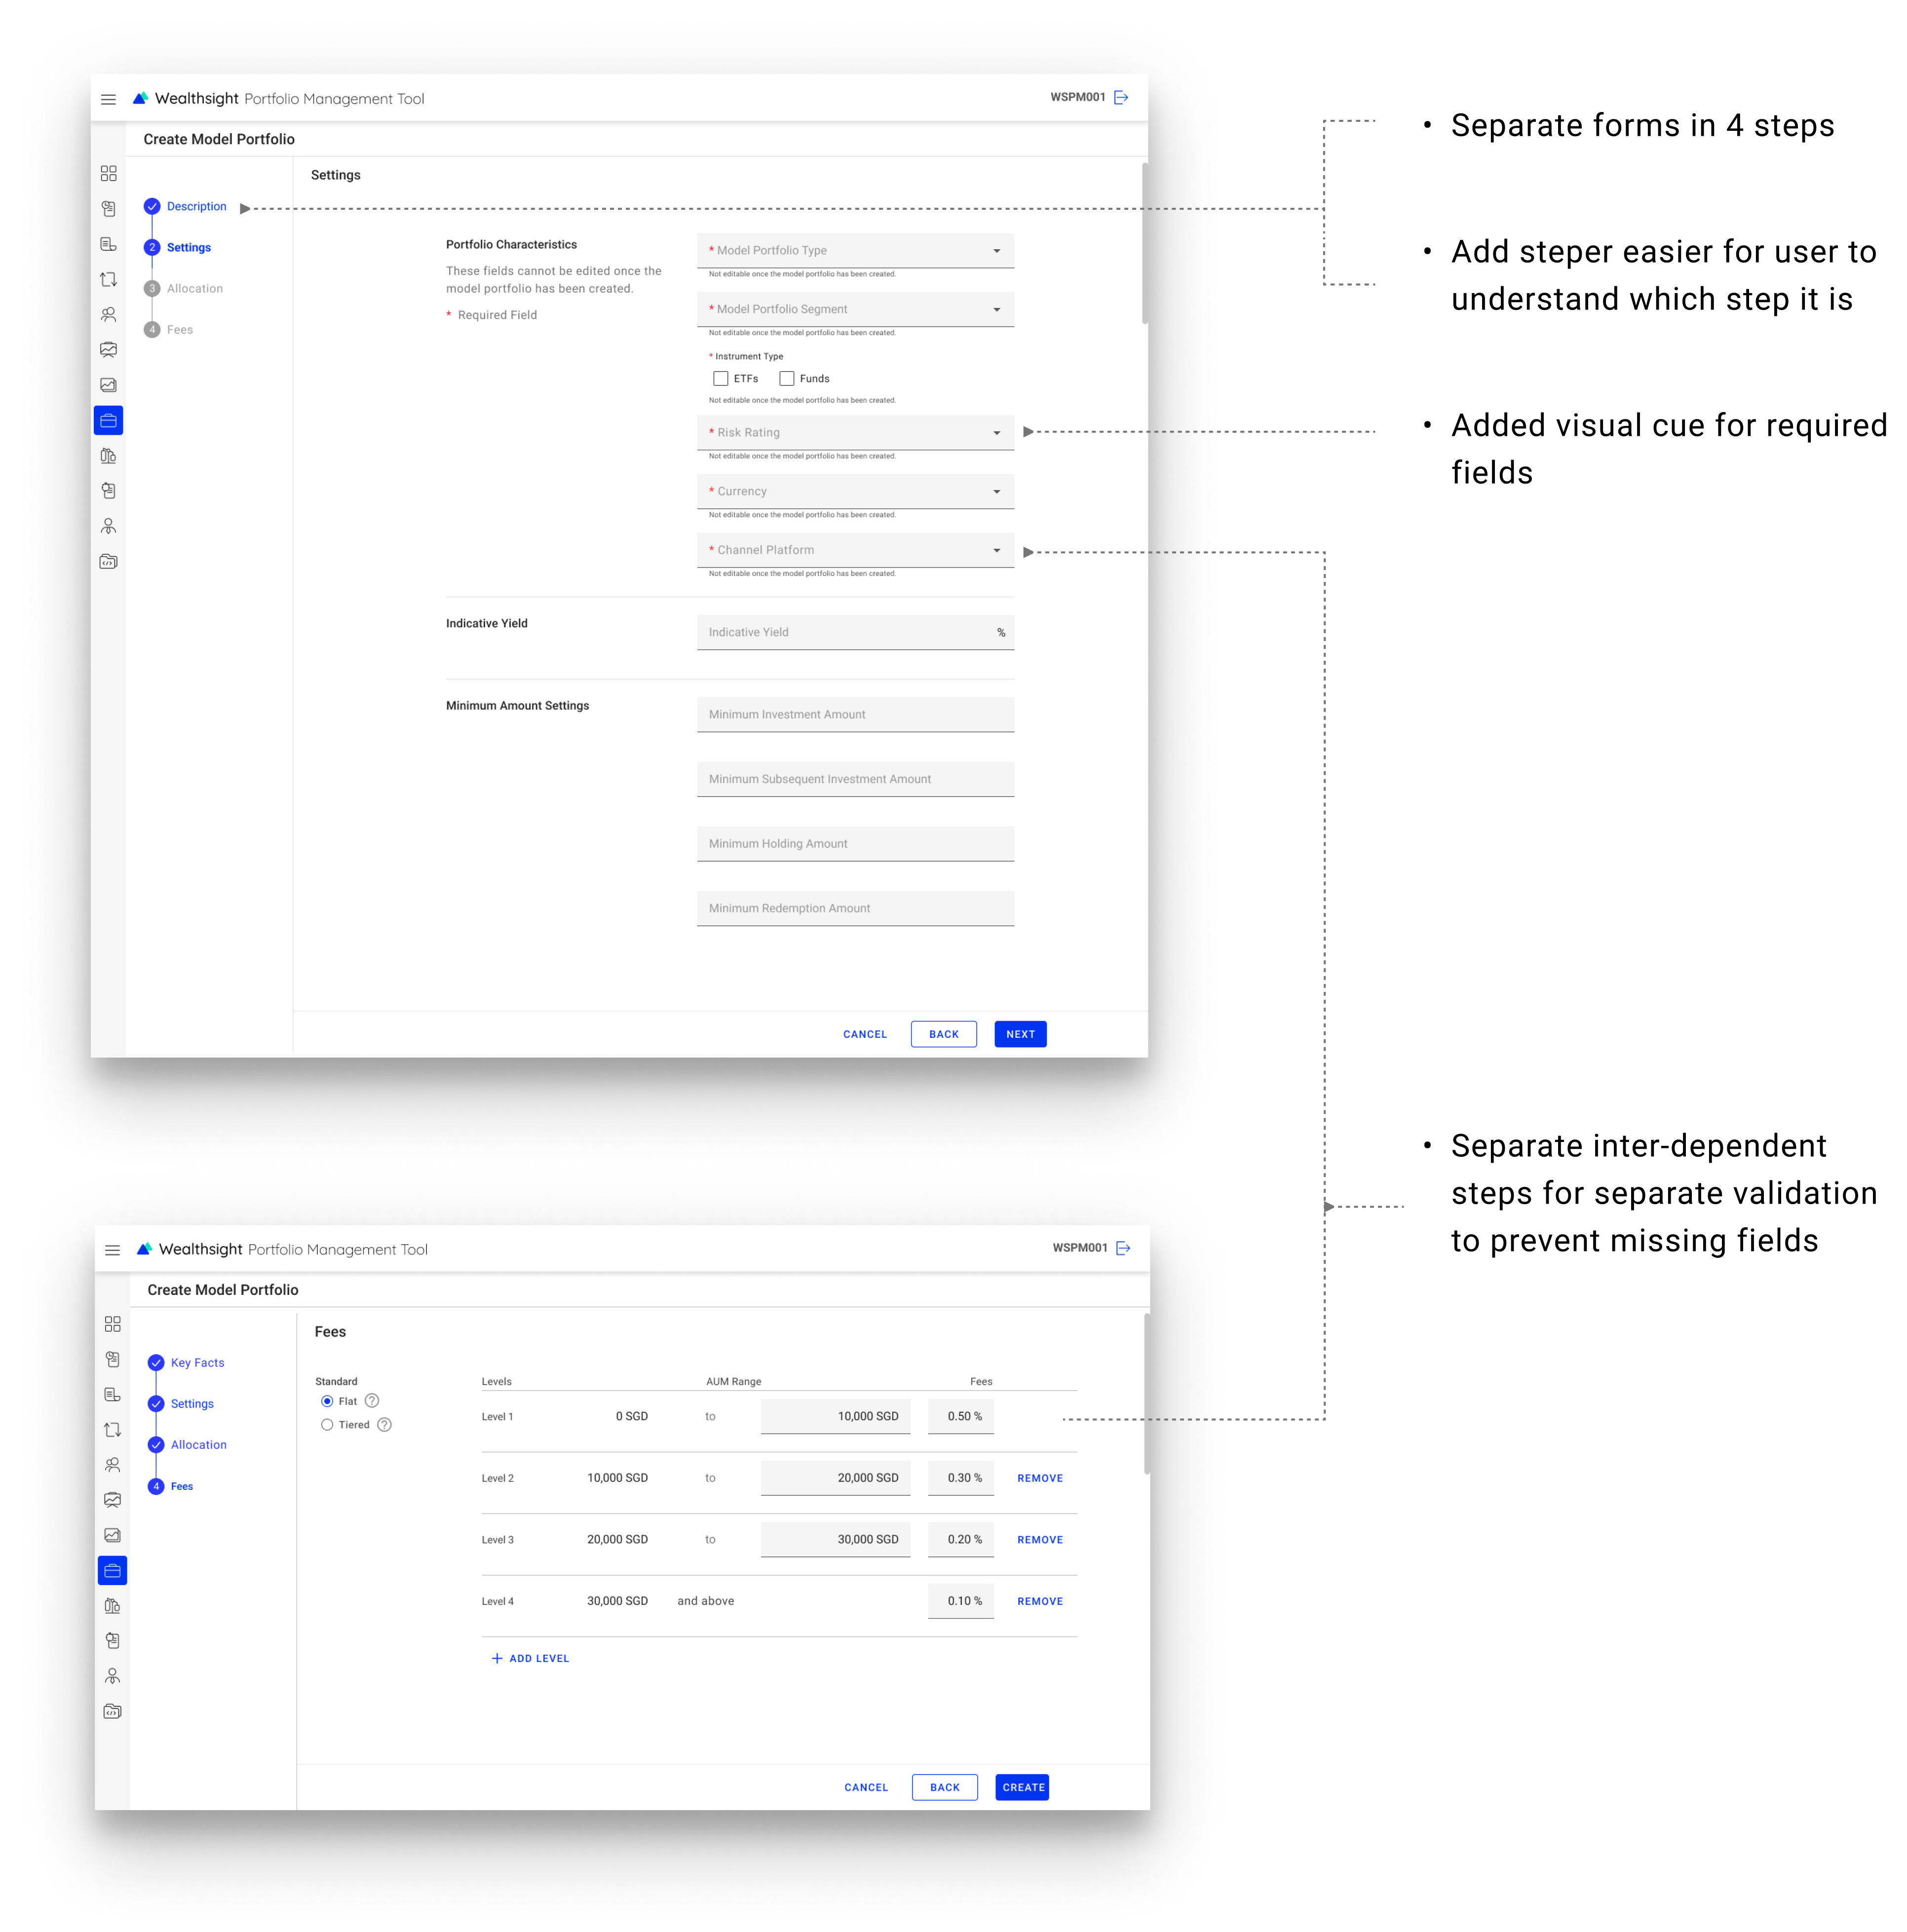 Wealthsight Portfolio Management Tool
WSPM001
Create Model Portfolio
Description
2 Settings
3 Allocation
4 Fees
Settings
Portfolio Characteristics
These fields cannot be edited once the
model portfolio has been created.
* Required Field
* Model Portfolio Type
Not editable once the model portfolio has been created.
* Model Portfolio Segment
Not editable once the model portfolio has been created.
* Instrument Type
ETFs Funds
Not editable once the model portfolio has been created.
* Risk Rating
Not editable once the model portfolio has been created.
* Currency
Not editable once the model portfolio has been created.
* Channel Platform
Not editable once the model portfolio has been created.
Indicative Yield
Indicative Yield %
Minimum Amount Settings
Minimum Investment Amount
Minimum Subsequent Investment Amount
Minimum Holding Amount
Minimum Redemption Amount
CANCEL BACK NEXT
• Separate forms in 4 steps
• Add steper easier for user to
understand which step it is
• Added visual cue for required
fields
• Separate inter-dependent
steps for separate validation
to prevent missing fields
Wealthsight Portfolio Management Tool
WSPM001
Create Model Portfolio
Key Facts
Settings
Allocation
4 Fees
Fees
Standard
Flat ?
Tiered ?
Levels AUM Range Fees
Level 1 0 SGD to 10,000 SGD 0.50 %
Level 2 10,000 SGD to 20,000 SGD 0.30 % REMOVE
Level 3 20,000 SGD to 30,000 SGD 0.20 % REMOVE
Level 4 30,000 SGD and above 0.10 % REMOVE
+ ADD LEVEL
CANCEL BACK CREATE